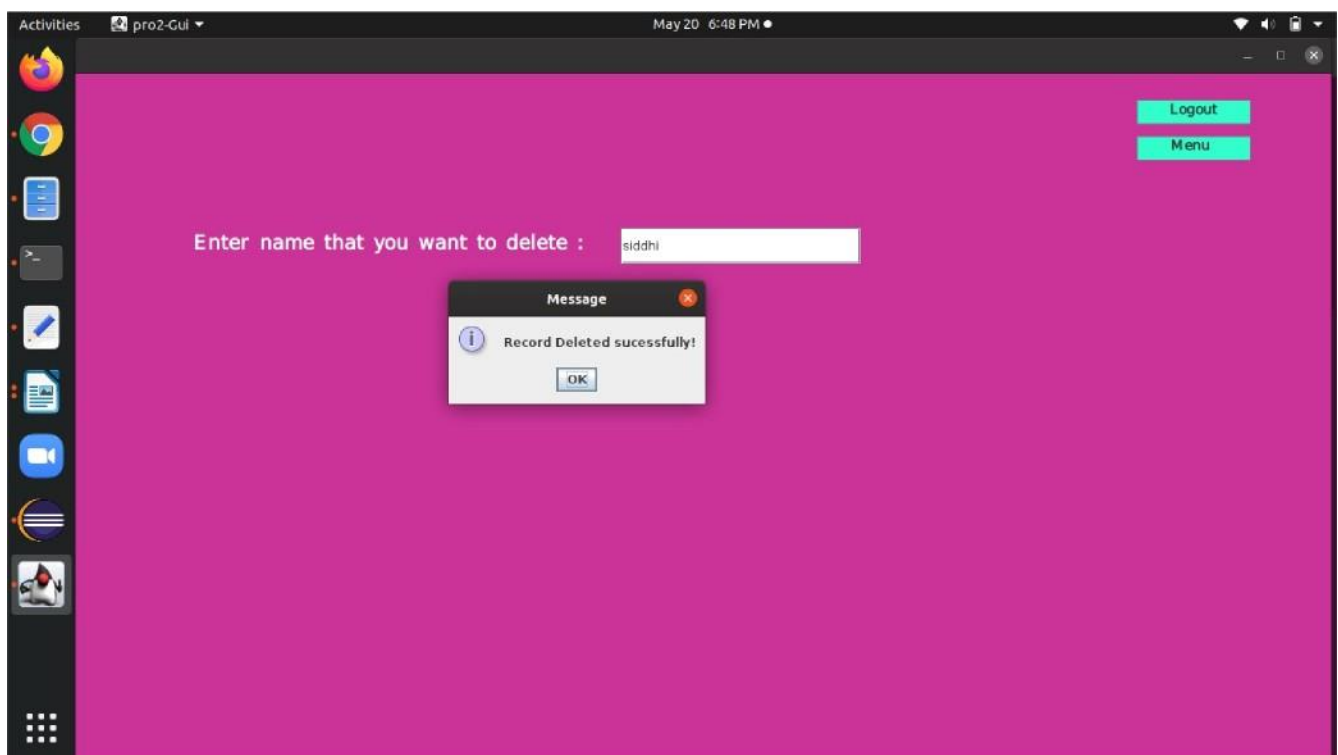 Activities pro2-Gui May 20 6:48 PM
Logout
Menu
Enter name that you want to delete : siddhi
Message
i
Record Deleted sucessfully!
OK
>_